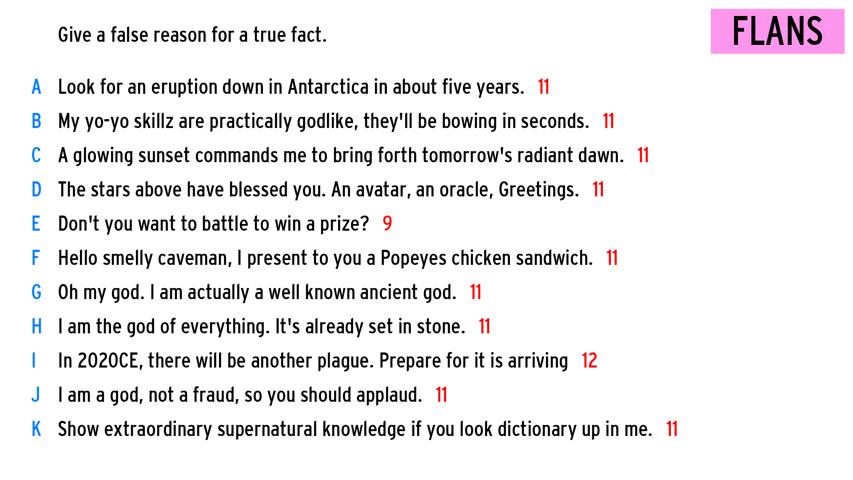 Give a false reason for a true fact.
FLANS
A Look for an eruption down in Antarctica in about five years. 11
B My yo-yo skillz are practically godlike, they'll be bowing in seconds. 11
C A glowing sunset commands me to bring forth tomorrow's radiant dawn. 11
D The stars above have blessed you. An avatar, an oracle, Greetings. 11
E Don't you want to battle to win a prize? 9
F Hello smelly caveman, I present to you a Popeyes chicken sandwich. 11
G Oh my god. I am actually a well known ancient god. 11
H I am the god of everything. It's already set in stone. 11
I In 2020CE, there will be another plague. Prepare for it is arriving 12
J I am a god, not a fraud, so you should applaud. 11
K Show extraordinary supernatural knowledge if you look dictionary up in me. 11